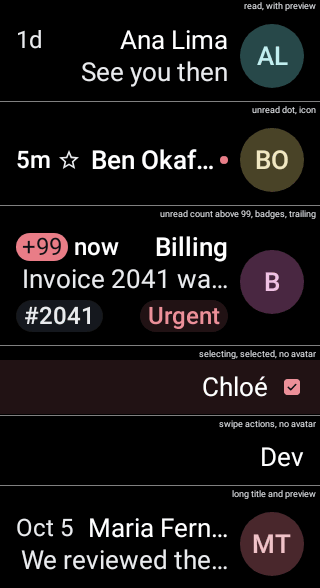 read, with preview
1d Ana Lima AL
See you then
unread dot, icon
5m ☆ Ben Okaf… BO
unread count above 99, badges, trailing
+99 now Billing B
Invoice 2041 wa…
#2041 Urgent
selecting, selected, no avatar
Chloé
swipe actions, no avatar
Dev
long title and preview
Oct 5 Maria Fern… MT
We reviewed the…